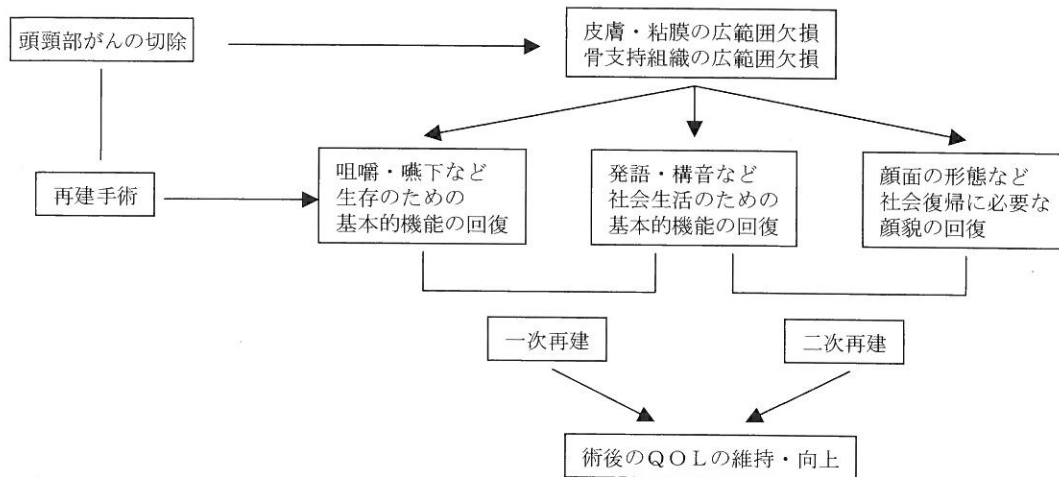 頭頸部がんの切除
皮膚・粘膜の広範囲欠損
骨支持組織の広範囲欠損
再建手術
咀嚼・嚥下など
生存のための
基本的機能の回復
発語・構音など
社会生活のための
基本的機能の回復
顔面の形態など
社会復帰に必要な
顔貌の回復
一次再建
二次再建
術後のQOLの維持・向上